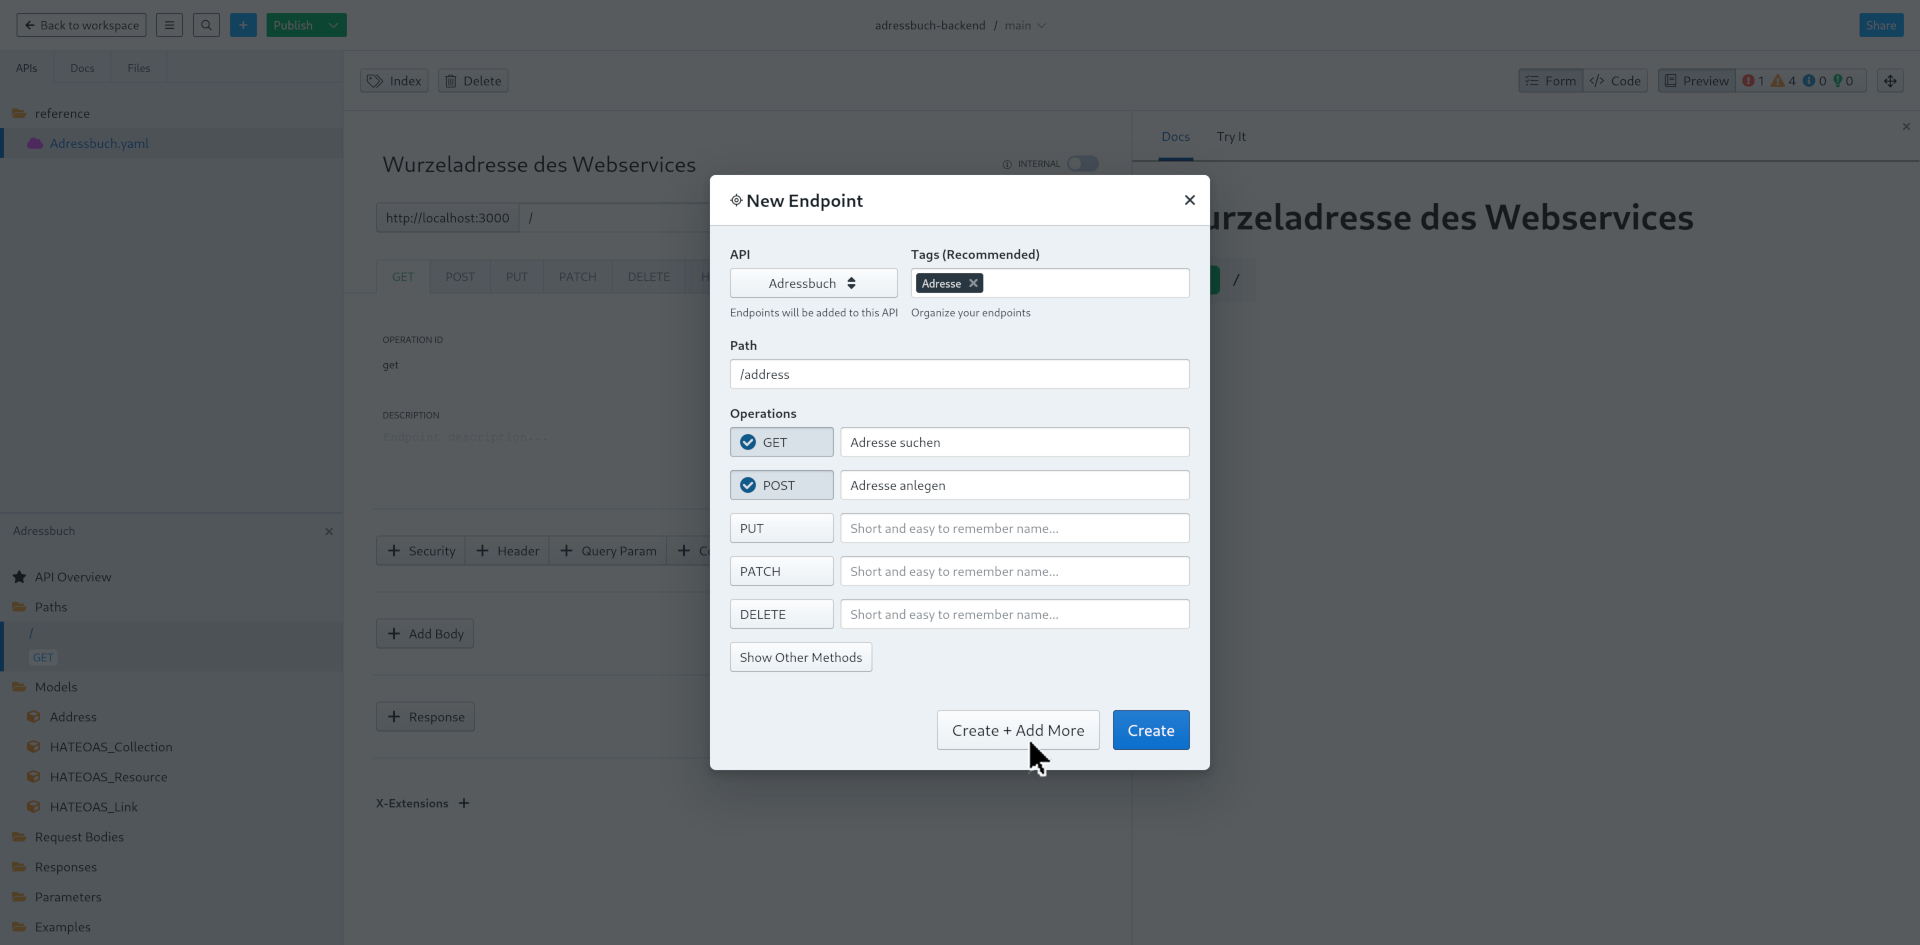 Back to workspace
Publish
adressbuch-backend / main
Share
APIs
Docs
Files
Index
Delete
Form
</> Code
Preview
1
4
0
0
reference
Adressbuch.yaml
Docs
Try It
Wurzeladresse des Webservices
INTERNAL
http://localhost:3000
/
GET
POST
PUT
PATCH
DELETE
OPERATION ID
get
DESCRIPTION
Endpoint description...
+ Security
+ Header
+ Query Param
+ Add Body
+ Response
X-Extensions +
urzeladresse des Webservices
/
New Endpoint
API
Tags (Recommended)
Adressbuch
Adresse
Endpoints will be added to this API
Organize your endpoints
Path
/address
Operations
GET
Adresse suchen
POST
Adresse anlegen
PUT
Short and easy to remember name...
PATCH
Short and easy to remember name...
DELETE
Short and easy to remember name...
Show Other Methods
Create + Add More
Create
Adressbuch
API Overview
Paths
/
GET
Models
Address
HATEOAS_Collection
HATEOAS_Resource
HATEOAS_Link
Request Bodies
Responses
Parameters
Examples